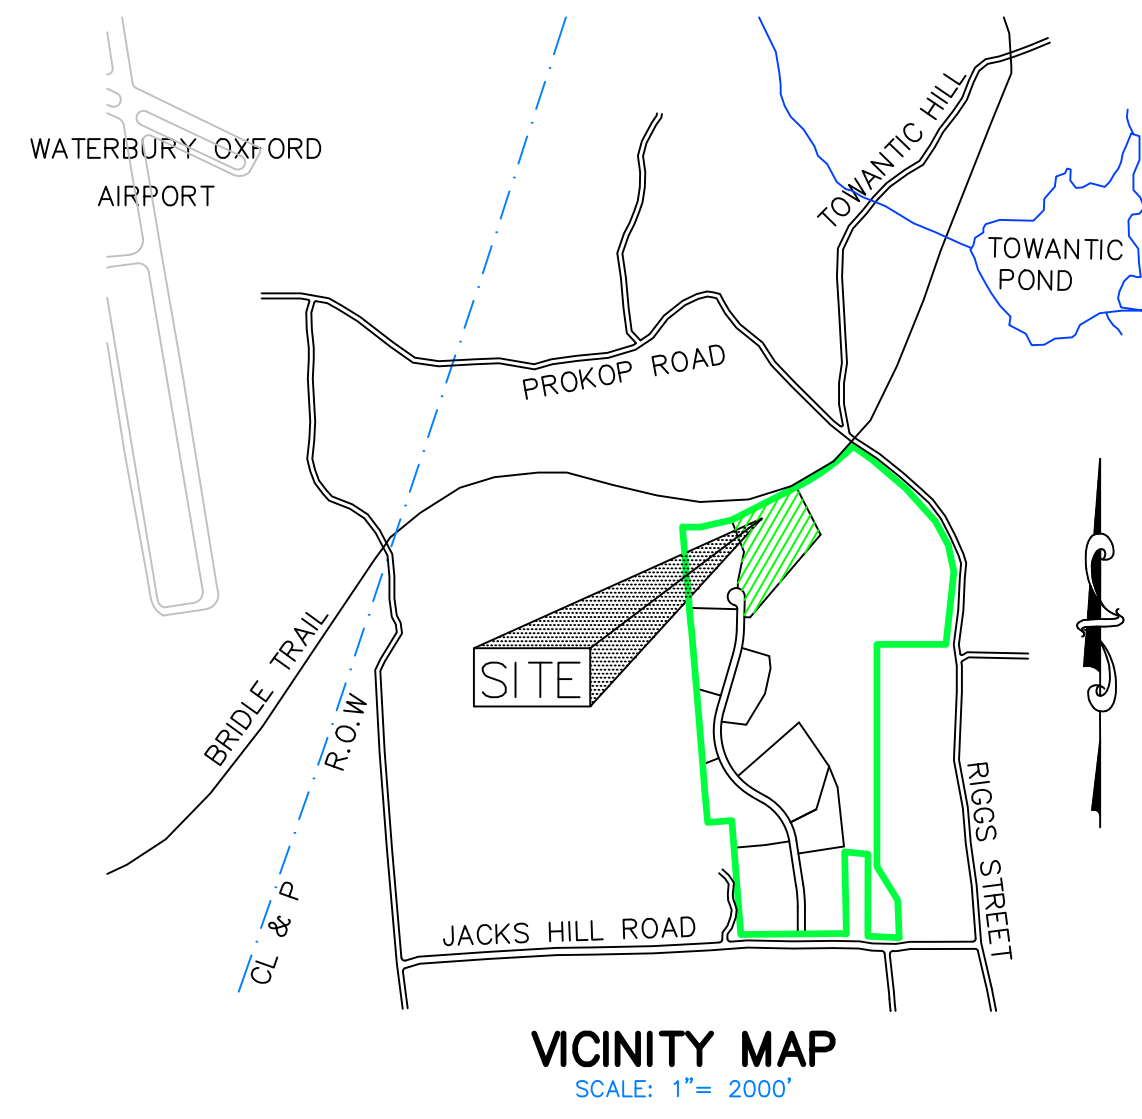 WATERBURY OXFORD
AIRPORT
TOWANTIC HILL
TOWANTIC
POND
PROKOP ROAD
SITE
BRIDLE TRAIL
R.O.W
CL & P
RIGGS STREET
JACKS HILL ROAD
VICINITY MAP
SCALE: 1"= 2000'